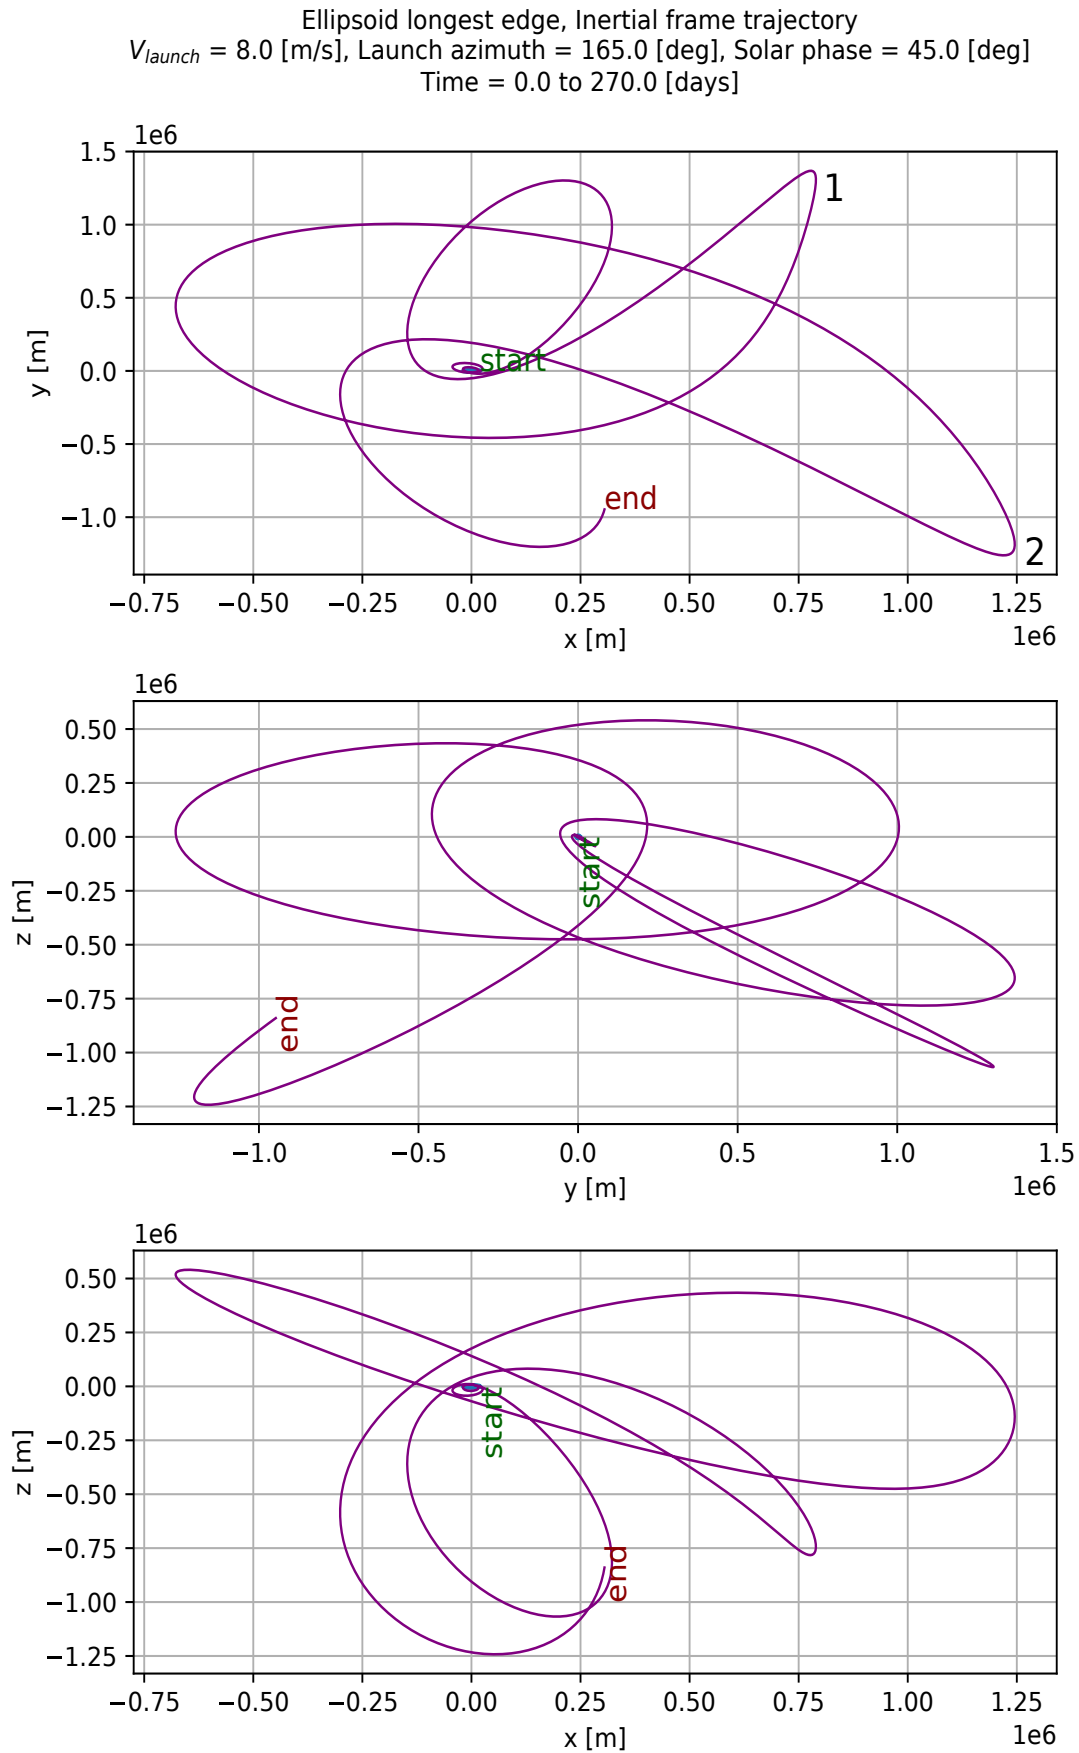 Ellipsoid longest edge, Inertial frame trajectory
V_launch = 8.0 [m/s], Launch azimuth = 165.0 [deg], Solar phase = 45.0 [deg]
Time = 0.0 to 270.0 [days]
1e6
1.5
1.0
0.5
0.0
−0.5
−1.0
y [m]
1
start
end
2
−0.75 −0.50 −0.25 0.00 0.25 0.50 0.75 1.00 1.25
x [m]
1e6
1e6
0.50
0.25
0.00
−0.25
−0.50
−0.75
−1.00
−1.25
z [m]
start
end
−1.0 −0.5 0.0 0.5 1.0 1.5
y [m]
1e6
1e6
0.50
0.25
0.00
−0.25
−0.50
−0.75
−1.00
−1.25
z [m]
start
end
−0.75 −0.50 −0.25 0.00 0.25 0.50 0.75 1.00 1.25
x [m]
1e6